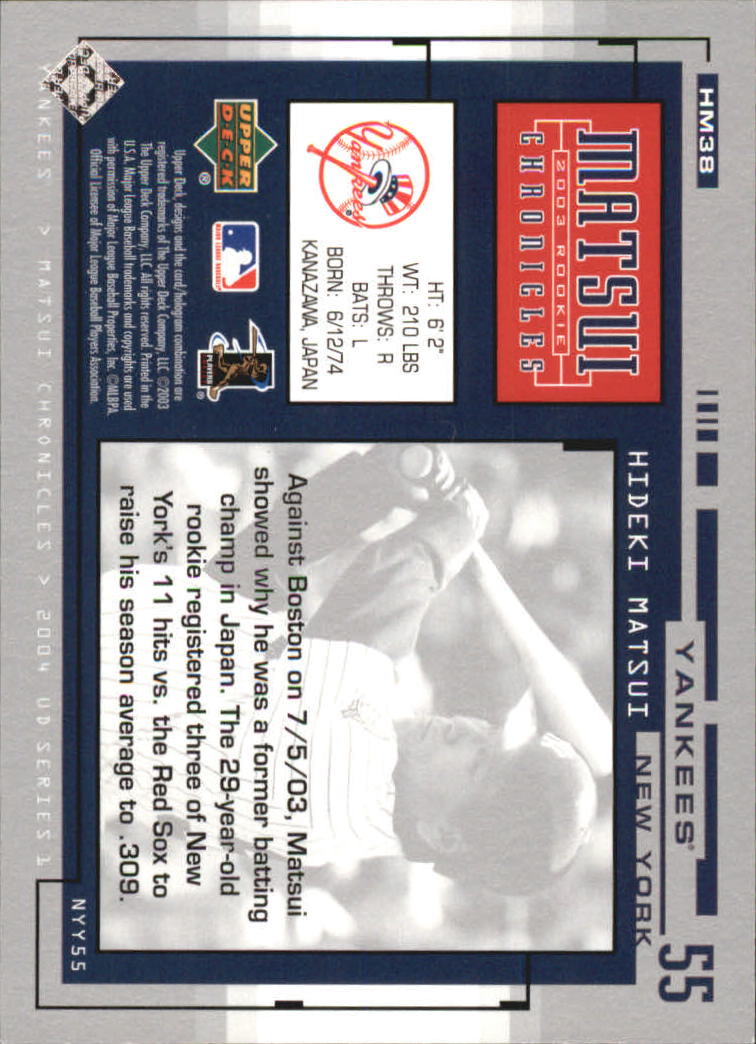 HM38
YANKEES®
55
HIDEKI MATSUI
NEW YORK
MATSUI
2003 ROOKIE
CHRONICLES
Yankees®
HT: 6' 2"
WT: 210 LBS
THROWS: R
BATS: L
BORN: 6/12/74
KANAZAWA, JAPAN
Against Boston on 7/5/03, Matsui
showed why he was a former batting
champ in Japan. The 29-year-old
rookie registered three of New
York's 11 hits vs. the Red Sox to
raise his season average to .309.
UPPER
DECK
®
MAJOR LEAGUE BASEBALL
PLAYERS
®
Upper Deck, designs and the card/hologram combination are
registered trademarks of The Upper Deck Company, LLC ©2003
The Upper Deck Company, LLC. All rights reserved. Printed in the
U.S.A. Major League Baseball trademarks and copyrights are used
with permission of Major League Baseball Properties, Inc. ©MLBPA
Official Licensee of Major League Baseball Players Association.
NKEES > MATSUI CHRONICLES > 2004 UD SERIES 1
NYY55